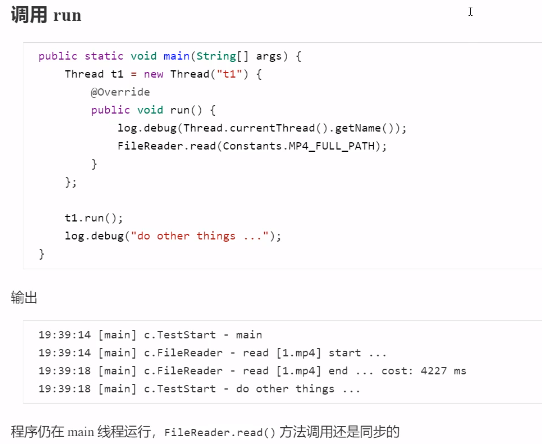 调用 run
public static void main(String[] args) {
Thread t1 = new Thread("t1") {
@Override
public void run() {
log.debug(Thread.currentThread().getName());
FileReader.read(Constants.MP4_FULL_PATH);
}
};
t1.run();
log.debug("do other things ...");
}
输出
19:39:14 [main] c.TestStart - main
19:39:14 [main] c.FileReader - read [1.mp4] start ...
19:39:18 [main] c.FileReader - read [1.mp4] end ... cost: 4227 ms
19:39:18 [main] c.TestStart - do other things ...
程序仍在 main 线程运行，FileReader.read() 方法调用还是同步的